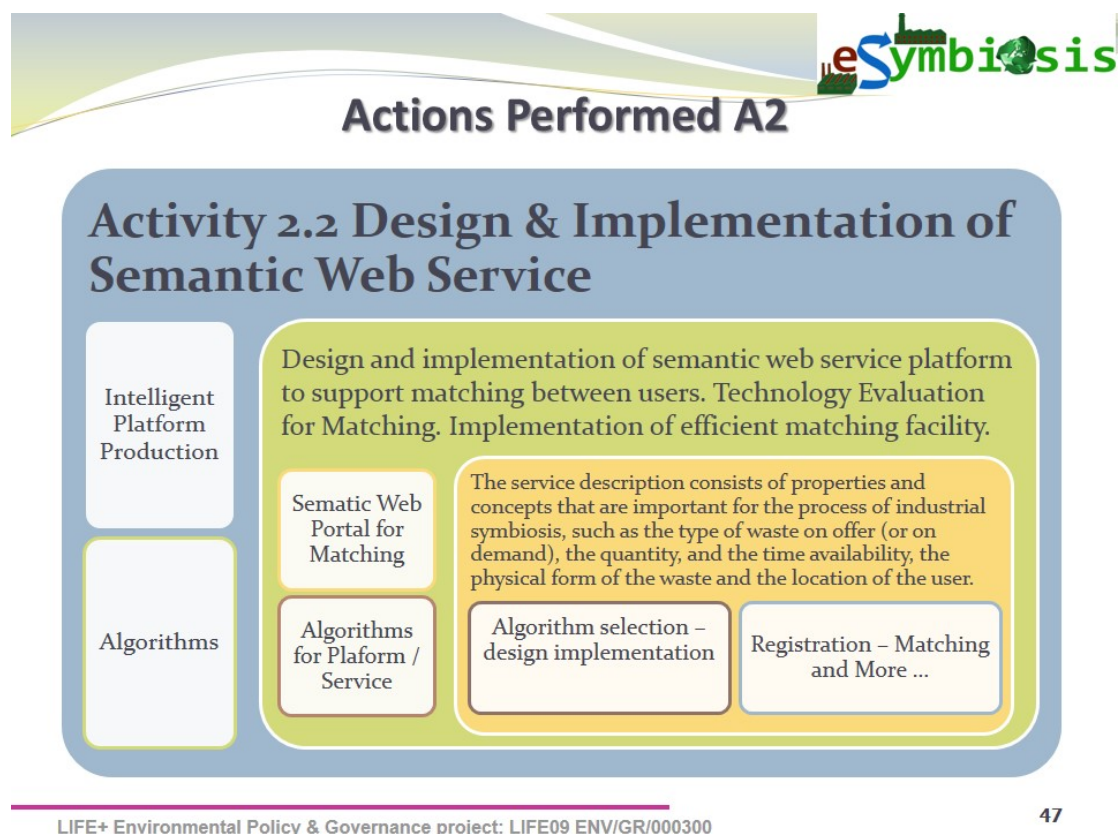 eSymbiosis
Actions Performed A2
Activity 2.2 Design & Implementation of
Semantic Web Service
Intelligent
Platform
Production
Algorithms
Design and implementation of semantic web service platform
to support matching between users. Technology Evaluation
for Matching. Implementation of efficient matching facility.
Sematic Web
Portal for
Matching
Algorithms
for Plaform /
Service
The service description consists of properties and
concepts that are important for the process of industrial
symbiosis, such as the type of waste on offer (or on
demand), the quantity, and the time availability, the
physical form of the waste and the location of the user.
Algorithm selection –
design implementation
Registration – Matching
and More ...
LIFE+ Environmental Policy & Governance project: LIFE09 ENV/GR/000300
47